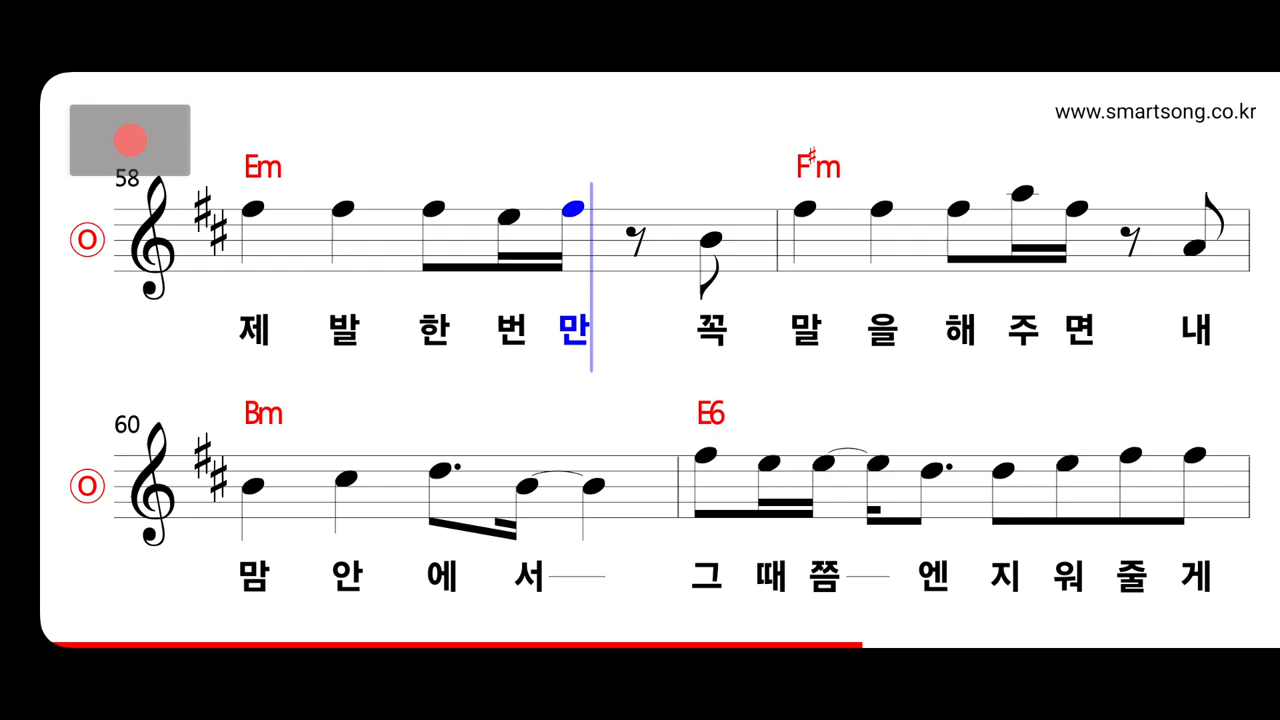 www.smartsong.co.kr
Em F♯m
58
O
제 발 한 번 만 꼭 말 을 해 주 면 내
Bm E6
60
O
맘 안 에 서 그 때 쯤 엔 지 워 줄 게